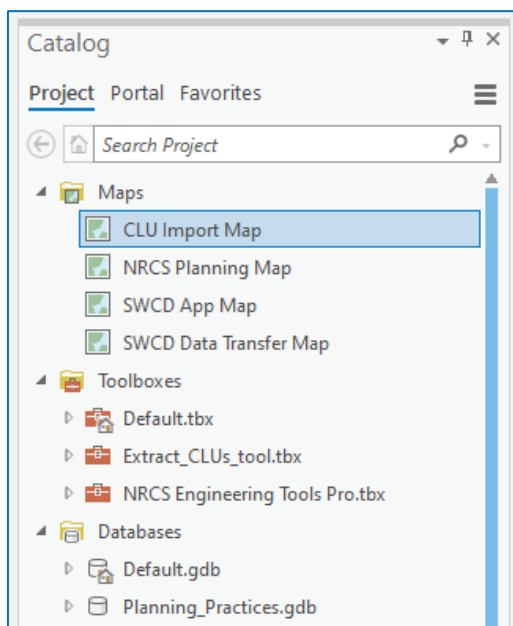 Catalog
Project Portal Favorites
Search Project
Maps
CLU Import Map
NRCS Planning Map
SWCD App Map
SWCD Data Transfer Map
Toolboxes
Default.tbx
Extract_CLUs_tool.tbx
NRCS Engineering Tools Pro.tbx
Databases
Default.gdb
Planning_Practices.gdb